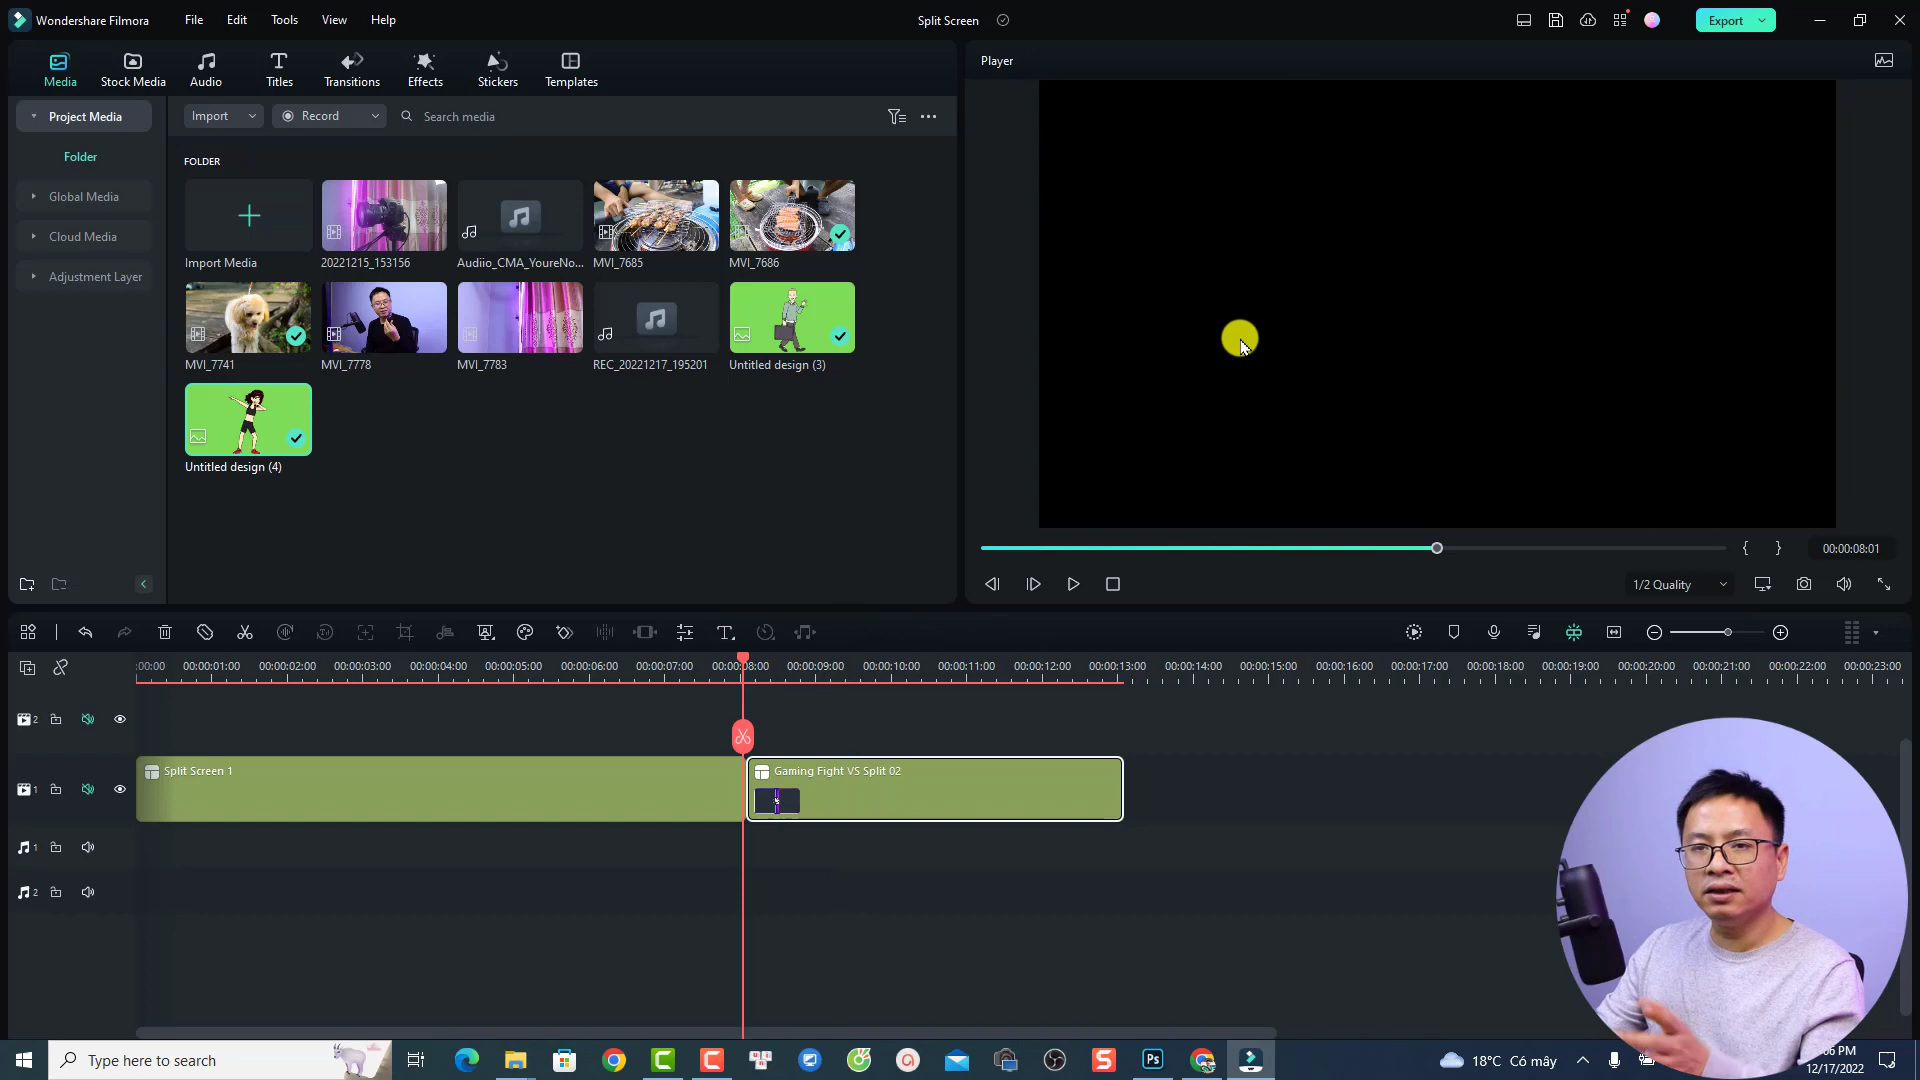 Wondershare Filmora
File
Edit
Tools
View
Help
Split Screen
Export
Media
Stock Media
Audio
Titles
Transitions
Effects
Stickers
Templates
Player
Project Media
Import
Record
Search media
Folder
FOLDER
Global Media
Cloud Media
Adjustment Layer
Import Media
20221215_153156
Audiio_CMA_YoureNo...
MVI_7685
MVI_7686
MVI_7741
MVI_7778
MVI_7783
REC_20221217_195201
Untitled design (3)
Untitled design (4)
{ }
00:00:08:01
1/2 Quality
:00:00 00:00:01:00 00:00:02:00 00:00:03:00 00:00:04:00 00:00:05:00 00:00:06:00 00:00:07:00 00:00:08:00 00:00:09:00 00:00:10:00 00:00:11:00 00:00:12:00 00:00:13:00 00:00:14:00 00:00:15:00 00:00:16:00 00:00:17:00 00:00:18:00 00:00:19:00 00:00:20:00 00:00:21:00 00:00:22:00 00:00:23:00
2
1
Split Screen 1
Gaming Fight VS Split 02
1
2
Type here to search
Ps
18°C Có mây
:06 PM
12/17/2022